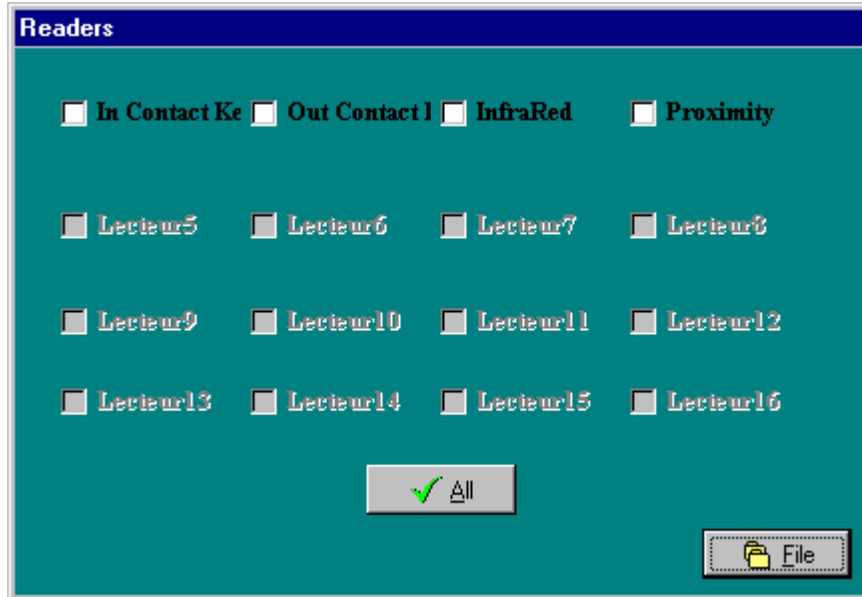 Readers
In Contact Ke Out Contact InfraRed Proximity
Lecteur5 Lecteur6 Lecteur7 Lecteur8
Lecteur9 Lecteur10 Lecteur11 Lecteur12
Lecteur13 Lecteur14 Lecteur15 Lecteur16
All
File